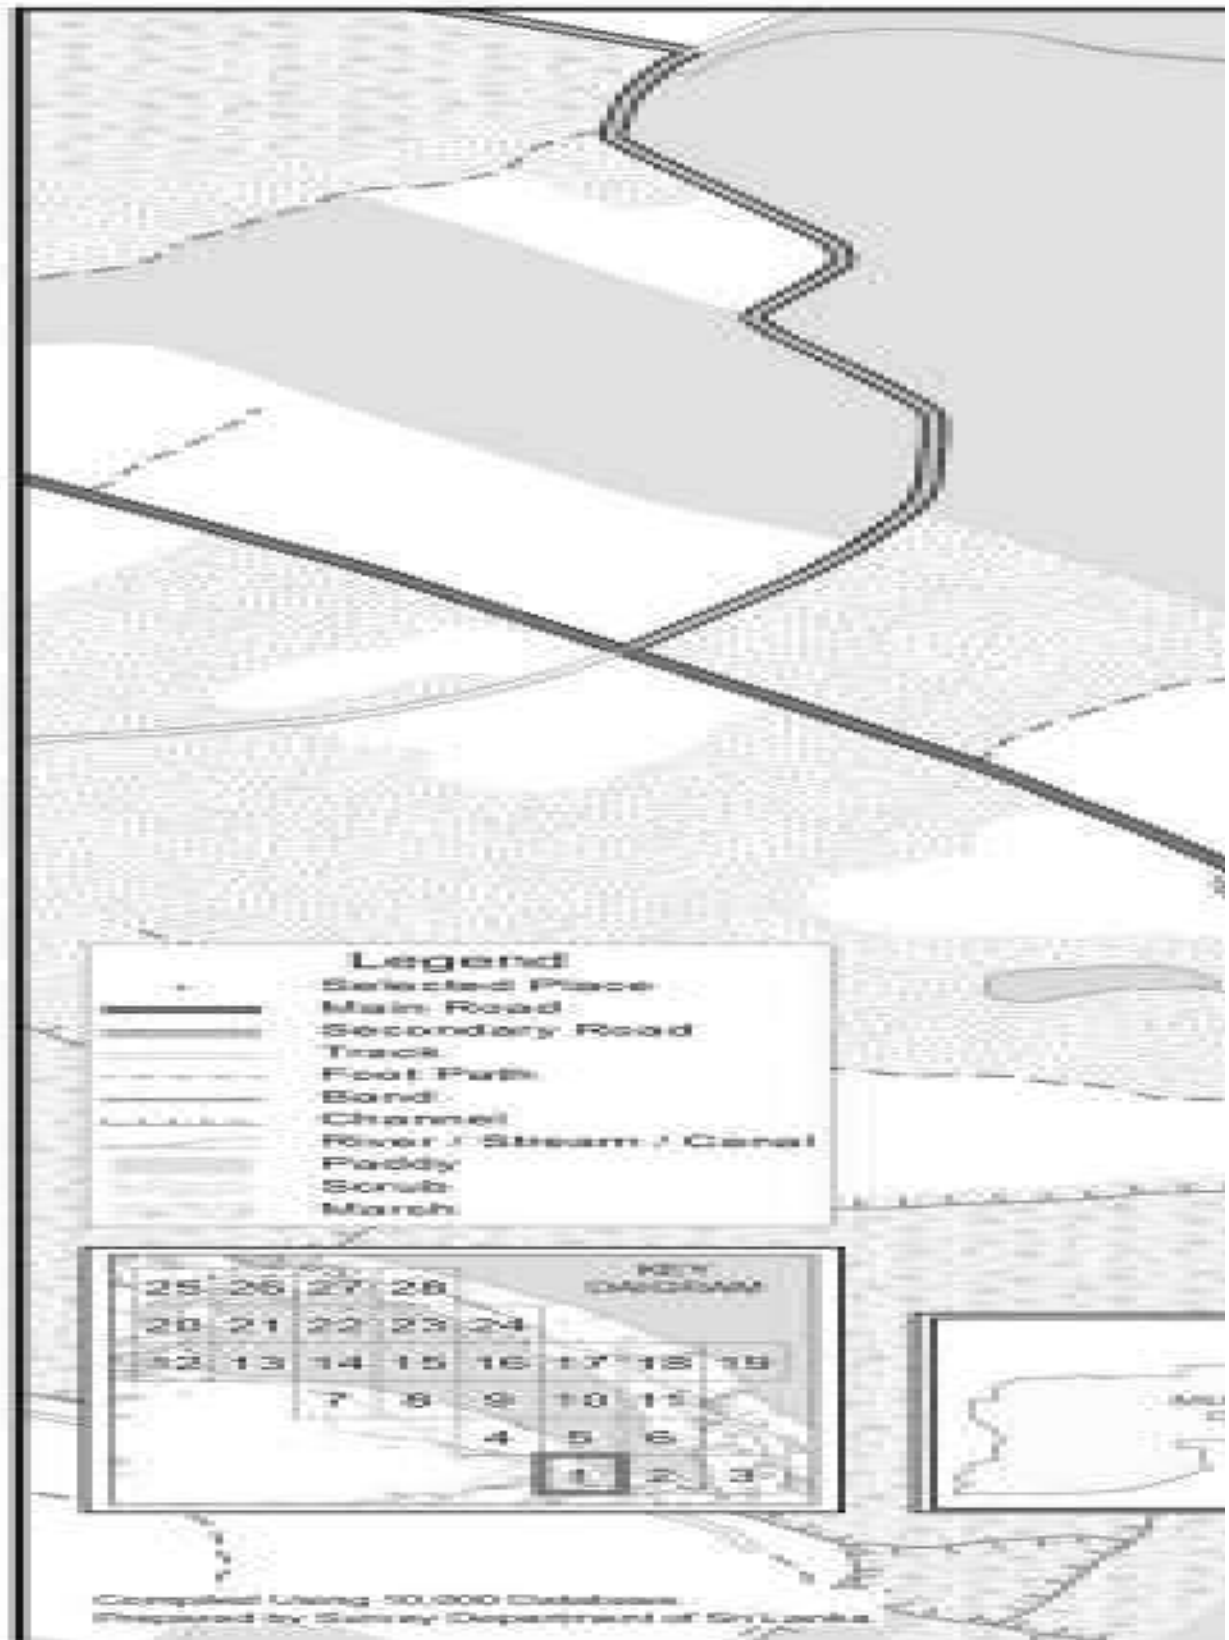 Legend
Selected Place
Main Road
Secondary Road
Track
Foot Path
Bund
Channel
River / Stream / Canal
Paddy
Scrub
Marsh
KEY
DIAGRAM
25 26 27 28
20 21 22 23 24
12 13 14 15 16 17 18 19
7 8 9 10 11
4 5 6
1 2 3
Compiled Using 10,000 Database
Prepared by Survey Department of Sri Lanka